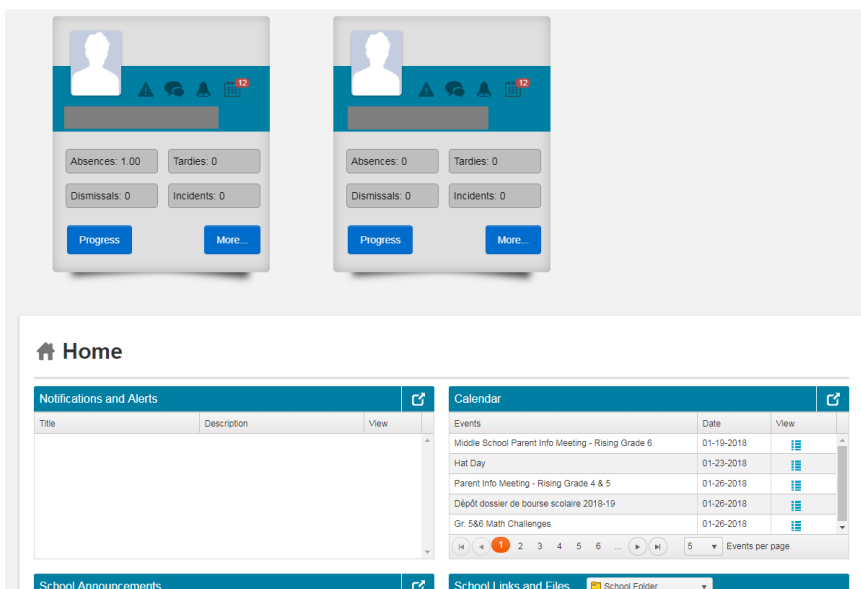 12 12
Absences: 1.00 Tardies: 0 Absences: 0 Tardies: 0
Dismissals: 0 Incidents: 0 Dismissals: 0 Incidents: 0
Progress More... Progress More...
Home
Notifications and Alerts Calendar
Title Description View Events Date View
Middle School Parent Info Meeting - Rising Grade 6 01-19-2018
Hat Day 01-23-2018
Parent Info Meeting - Rising Grade 4 & 5 01-26-2018
Dépôt dossier de bourse scolaire 2018-19 01-26-2018
Gr. 5&6 Math Challenges 01-26-2018
1 2 3 4 5 6 ... 5 Events per page
School Announcements School Links and Files School Folder